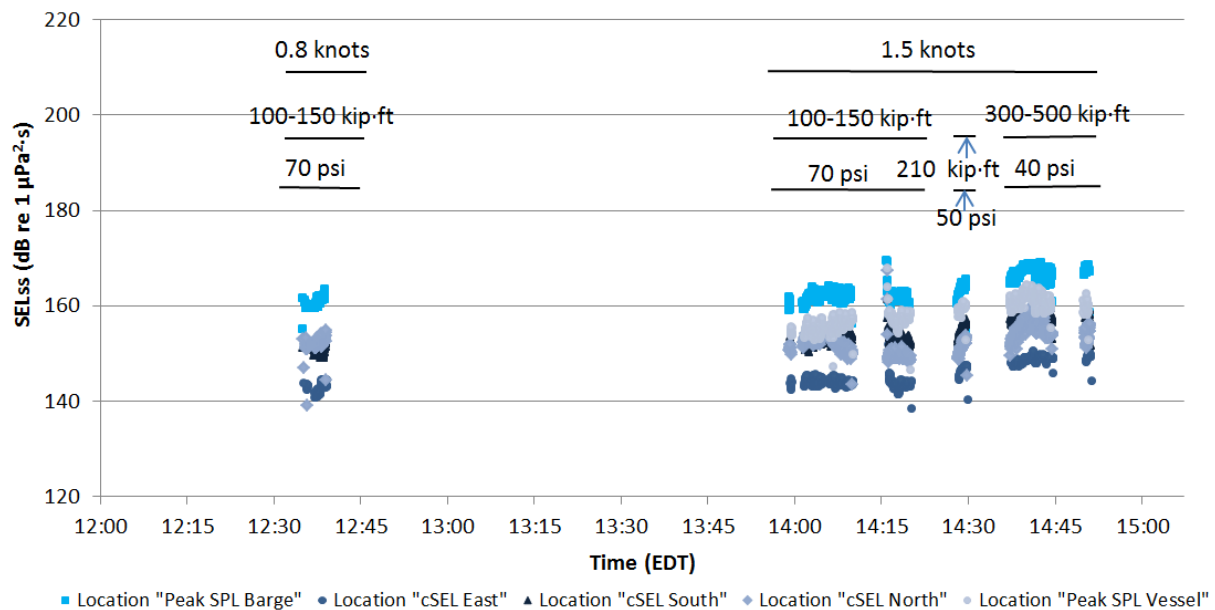 220
0.8 knots
1.5 knots
200
100-150 kip·ft
100-150 kip·ft
300-500 kip·ft
70 psi
70 psi
210 kip·ft
40 psi
180
50 psi
160
140
120
SELss (dB re 1 µPa²·s)
12:00 12:15 12:30 12:45 13:00 13:15 13:30 13:45 14:00 14:15 14:30 14:45 15:00
Time (EDT)
Location "Peak SPL Barge" Location "cSEL East" Location "cSEL South" Location "cSEL North" Location "Peak SPL Vessel"